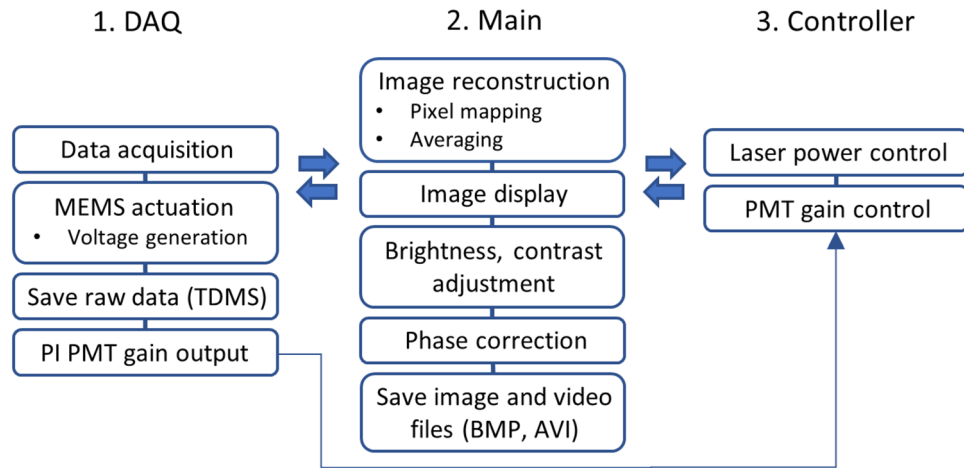 1. DAQ
2. Main
3. Controller
Data acquisition
MEMS actuation
• Voltage generation
Save raw data (TDMS)
PI PMT gain output
Image reconstruction
• Pixel mapping
• Averaging
Image display
Brightness, contrast
adjustment
Phase correction
Save image and video
files (BMP, AVI)
Laser power control
PMT gain control